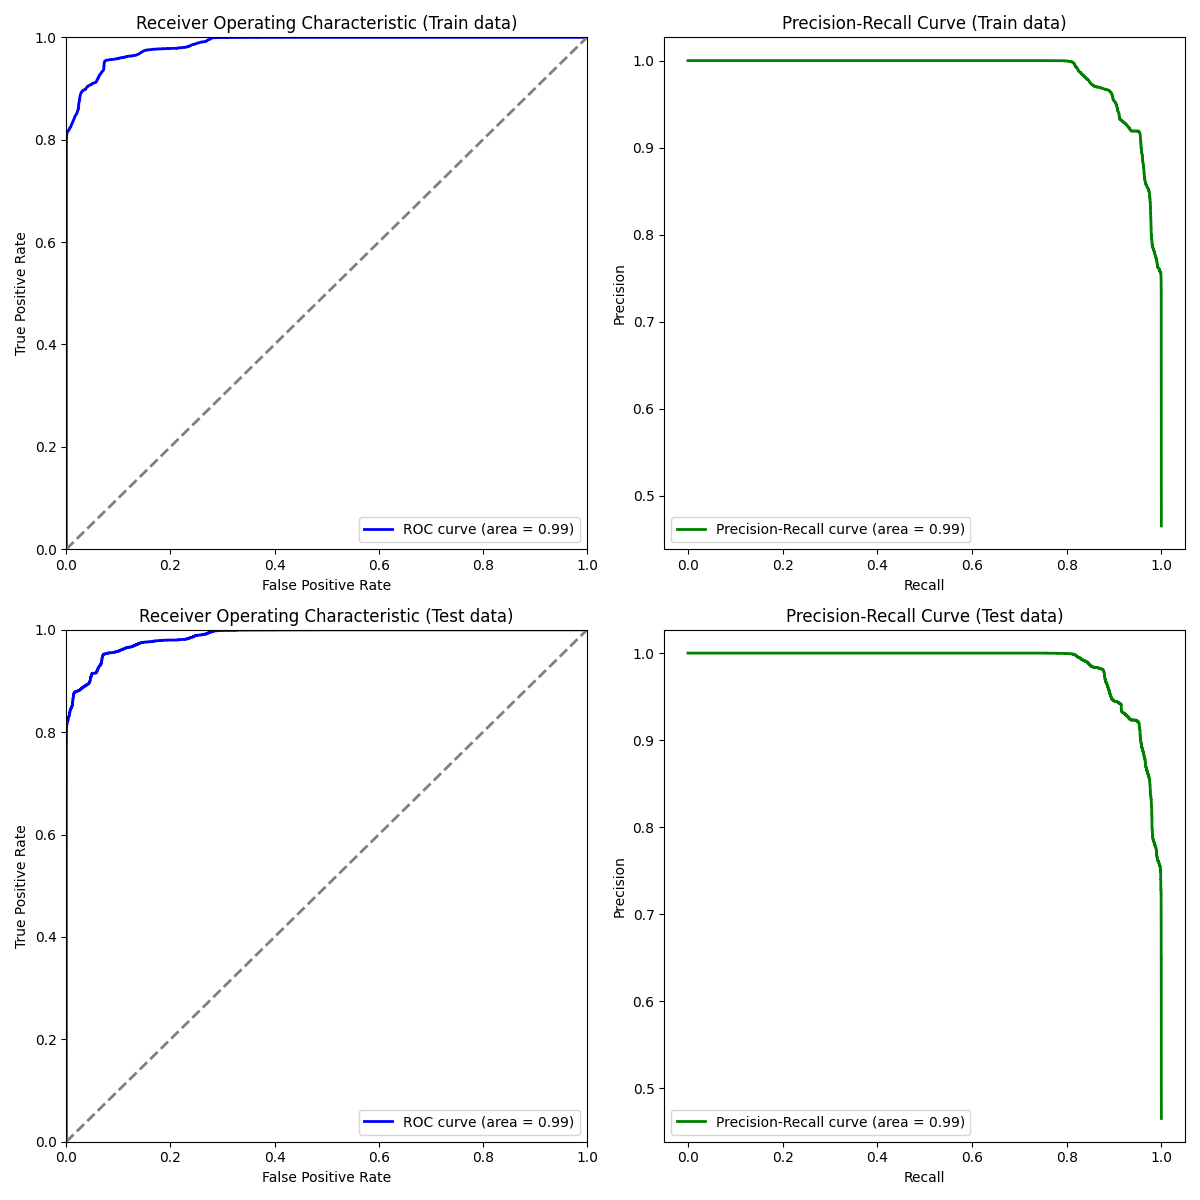 Receiver Operating Characteristic (Train data)
True Positive Rate
1.0
0.8
0.6
0.4
0.2
0.0
0.0 0.2 0.4 0.6 0.8 1.0
False Positive Rate
ROC curve (area = 0.99)
Precision-Recall Curve (Train data)
Precision
1.0
0.9
0.8
0.7
0.6
0.5
0.0 0.2 0.4 0.6 0.8 1.0
Recall
Precision-Recall curve (area = 0.99)
Receiver Operating Characteristic (Test data)
True Positive Rate
1.0
0.8
0.6
0.4
0.2
0.0
0.0 0.2 0.4 0.6 0.8 1.0
False Positive Rate
ROC curve (area = 0.99)
Precision-Recall Curve (Test data)
Precision
1.0
0.9
0.8
0.7
0.6
0.5
0.0 0.2 0.4 0.6 0.8 1.0
Recall
Precision-Recall curve (area = 0.99)